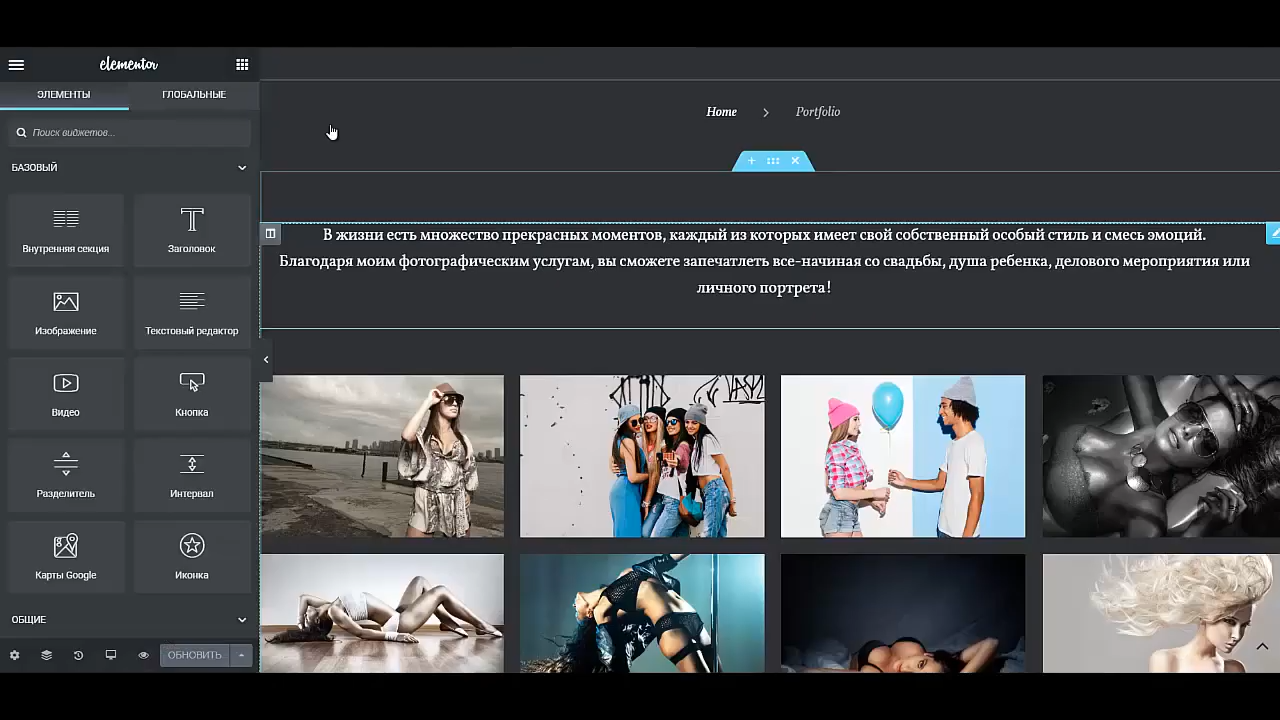 elementor
ЭЛЕМЕНТЫ
ГЛОБАЛЬНЫЕ
Поиск виджетов...
БАЗОВЫЙ
Внутренняя секция
Заголовок
Изображение
Текстовый редактор
Видео
Кнопка
Разделитель
Интервал
Карты Google
Иконка
ОБЩИЕ
ОБНОВИТЬ
Home
Portfolio
В жизни есть множество прекрасных моментов, каждый из которых имеет свой собственный особый стиль и смесь эмоций.
Благодаря моим фотографическим услугам, вы сможете запечатлеть все-начиная со свадьбы, душа ребенка, делового мероприятия или
личного портрета!